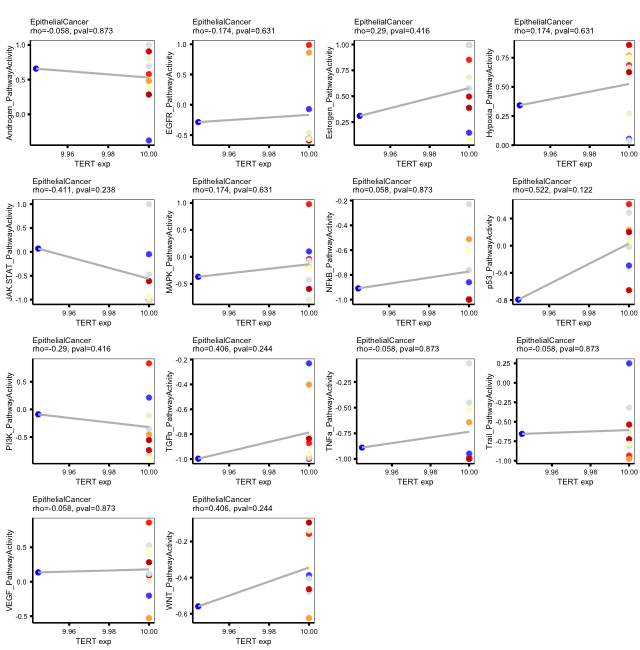 EpithelialCancer
rho=-0.058, pval=0.873
Androgen_PathwayActivity
1.0
0.5
0.0
9.96
9.98
10.00
TERT exp
EpithelialCancer
rho=-0.174, pval=0.631
EGFR_PathwayActivity
1.0
0.5
0.0
-0.5
9.96
9.98
10.00
TERT exp
EpithelialCancer
rho=0.29, pval=0.416
Estrogen_PathwayActivity
1.00
0.75
0.50
0.25
9.96
9.98
10.00
TERT exp
EpithelialCancer
rho=0.174, pval=0.631
Hypoxia_PathwayActivity
0.75
0.50
0.25
0.00
9.96
9.98
10.00
TERT exp
EpithelialCancer
rho=-0.411, pval=0.238
JAK.STAT_PathwayActivity
1.0
0.5
0.0
-0.5
-1.0
9.96
9.98
10.00
TERT exp
EpithelialCancer
rho=0.174, pval=0.631
MAPK_PathwayActivity
1.0
0.5
0.0
-0.5
9.96
9.98
10.00
TERT exp
EpithelialCancer
rho=0.058, pval=0.873
NFkB_PathwayActivity
-0.2
-0.4
-0.6
-0.8
-1.0
9.96
9.98
10.00
TERT exp
EpithelialCancer
rho=0.522, pval=0.122
p53_PathwayActivity
0.4
0.0
-0.4
-0.8
9.96
9.98
10.00
TERT exp
EpithelialCancer
rho=-0.29, pval=0.416
PI3K_PathwayActivity
0.5
0.0
-0.5
9.96
9.98
10.00
TERT exp
EpithelialCancer
rho=0.406, pval=0.244
TGFb_PathwayActivity
-0.2
-0.4
-0.6
-0.8
-1.0
9.96
9.98
10.00
TERT exp
EpithelialCancer
rho=-0.058, pval=0.873
TNFa_PathwayActivity
-0.25
-0.50
-0.75
-1.00
9.96
9.98
10.00
TERT exp
EpithelialCancer
rho=-0.058, pval=0.873
Trail_PathwayActivity
0.25
0.00
-0.25
-0.50
-0.75
-1.00
9.96
9.98
10.00
TERT exp
EpithelialCancer
rho=-0.058, pval=0.873
VEGF_PathwayActivity
0.5
0.0
-0.5
9.96
9.98
10.00
TERT exp
EpithelialCancer
rho=0.406, pval=0.244
WNT_PathwayActivity
-0.2
-0.4
-0.6
9.96
9.98
10.00
TERT exp